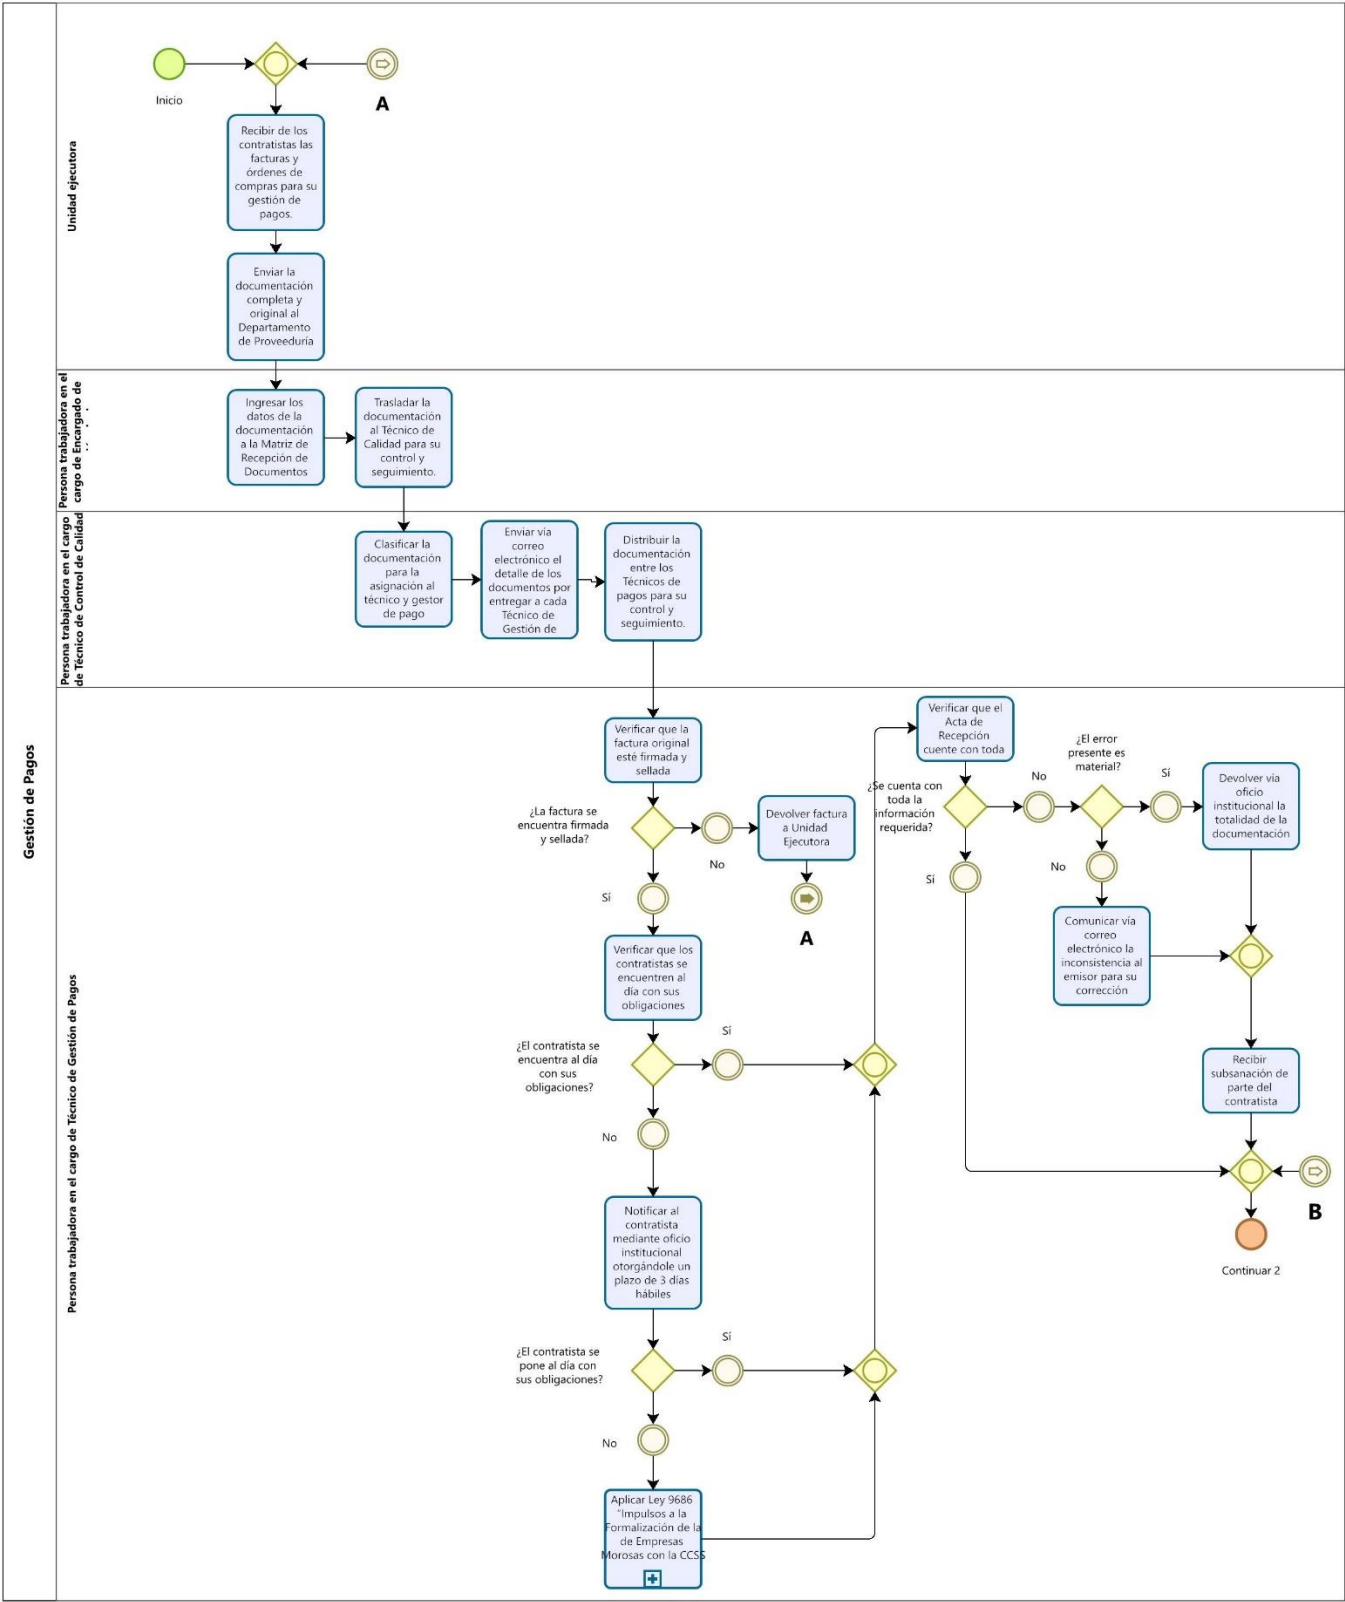 Gestión de Pagos
Unidad ejecutora
Inicio
A
Recibir de los
contratistas las
facturas y
órdenes de
compras para su
gestión de
pagos.
Enviar la
documentación
completa y
original al
Departamento
de Proveeduría
Persona trabajadora en el
cargo de Encargado de
Ingresar los
datos de la
documentación
a la Matriz de
Recepción de
Documentos
Trasladar la
documentación
al Técnico de
Calidad para su
control y
seguimiento.
Persona trabajadora en el cargo
de Técnico de Control de Calidad
Clasificar la
documentación
para la
asignación al
técnico y gestor
de pago
Enviar vía
correo
electrónico el
detalle de los
documentos por
entregar a cada
Técnico de
Gestión de
Distribuir la
documentación
entre los
Técnicos de
pagos para su
control y
seguimiento.
Persona trabajadora en el cargo de Técnico de Gestión de Pagos
Verificar que la
factura original
esté firmada y
sellada
¿La factura se
encuentra firmada
y sellada?
No
Devolver factura
a Unidad
Ejecutora
A
Sí
Verificar que los
contratistas se
encuentren al
día con sus
obligaciones
¿El contratista se
encuentra al día
con sus
obligaciones?
Sí
No
Notificar al
contratista
mediante oficio
institucional
otorgándole un
plazo de 3 días
hábiles
¿El contratista se
pone al día con
sus obligaciones?
Sí
No
Aplicar Ley 9686
"Impulsos a la
Formalización de la
de Empresas
Morosas con la CCSS
Verificar que el
Acta de
Recepción
cuente con toda
¿Se cuenta con
toda la
información
requerida?
No
Sí
¿El error
presente es
material?
Sí
No
Devolver vía
oficio
institucional la
totalidad de la
documentación
Comunicar vía
correo
electrónico la
inconsistencia al
emisor para su
corrección
Recibir
subsanación de
parte del
contratista
B
Continuar 2